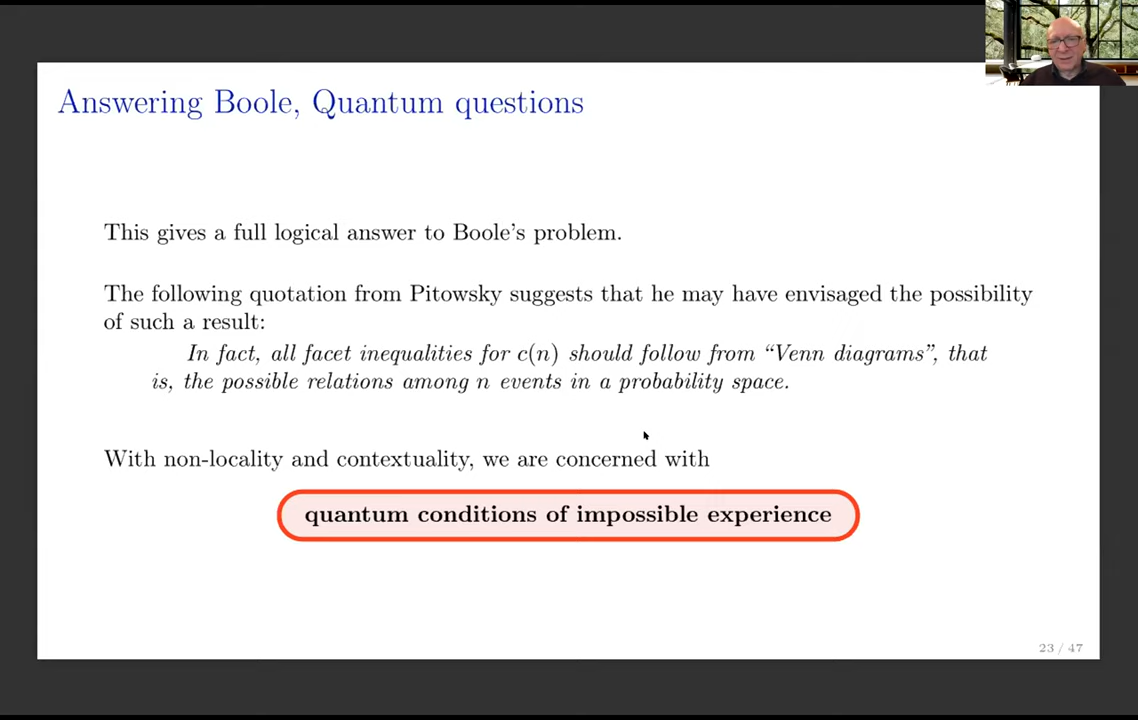 Answering Boole, Quantum questions
This gives a full logical answer to Boole's problem.
The following quotation from Pitowsky suggests that he may have envisaged the possibility
of such a result:
In fact, all facet inequalities for c(n) should follow from “Venn diagrams”, that
is, the possible relations among n events in a probability space.
With non-locality and contextuality, we are concerned with
quantum conditions of impossible experience
23 / 47